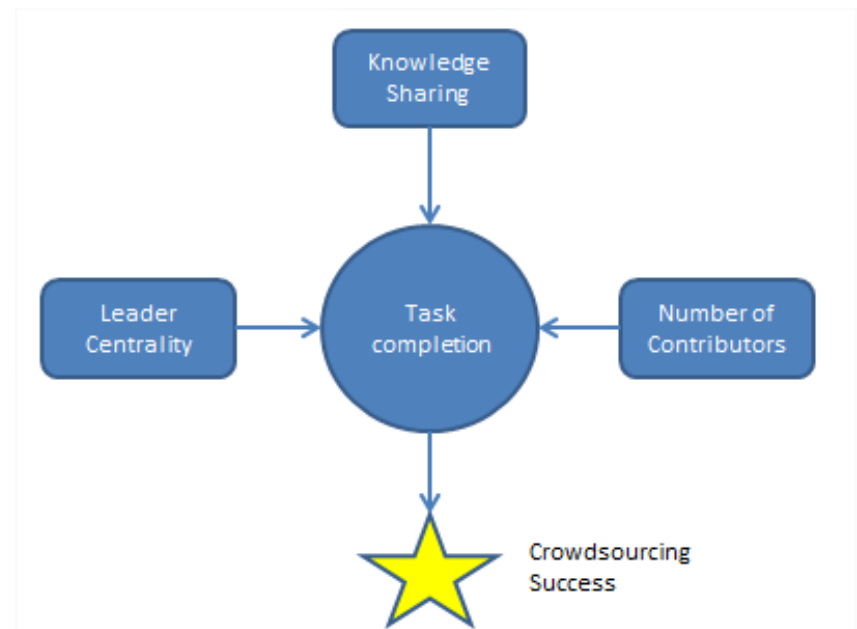 Knowledge
Sharing
Leader
Centrality
Task
completion
Number of
Contributors
Crowdsourcing
Success